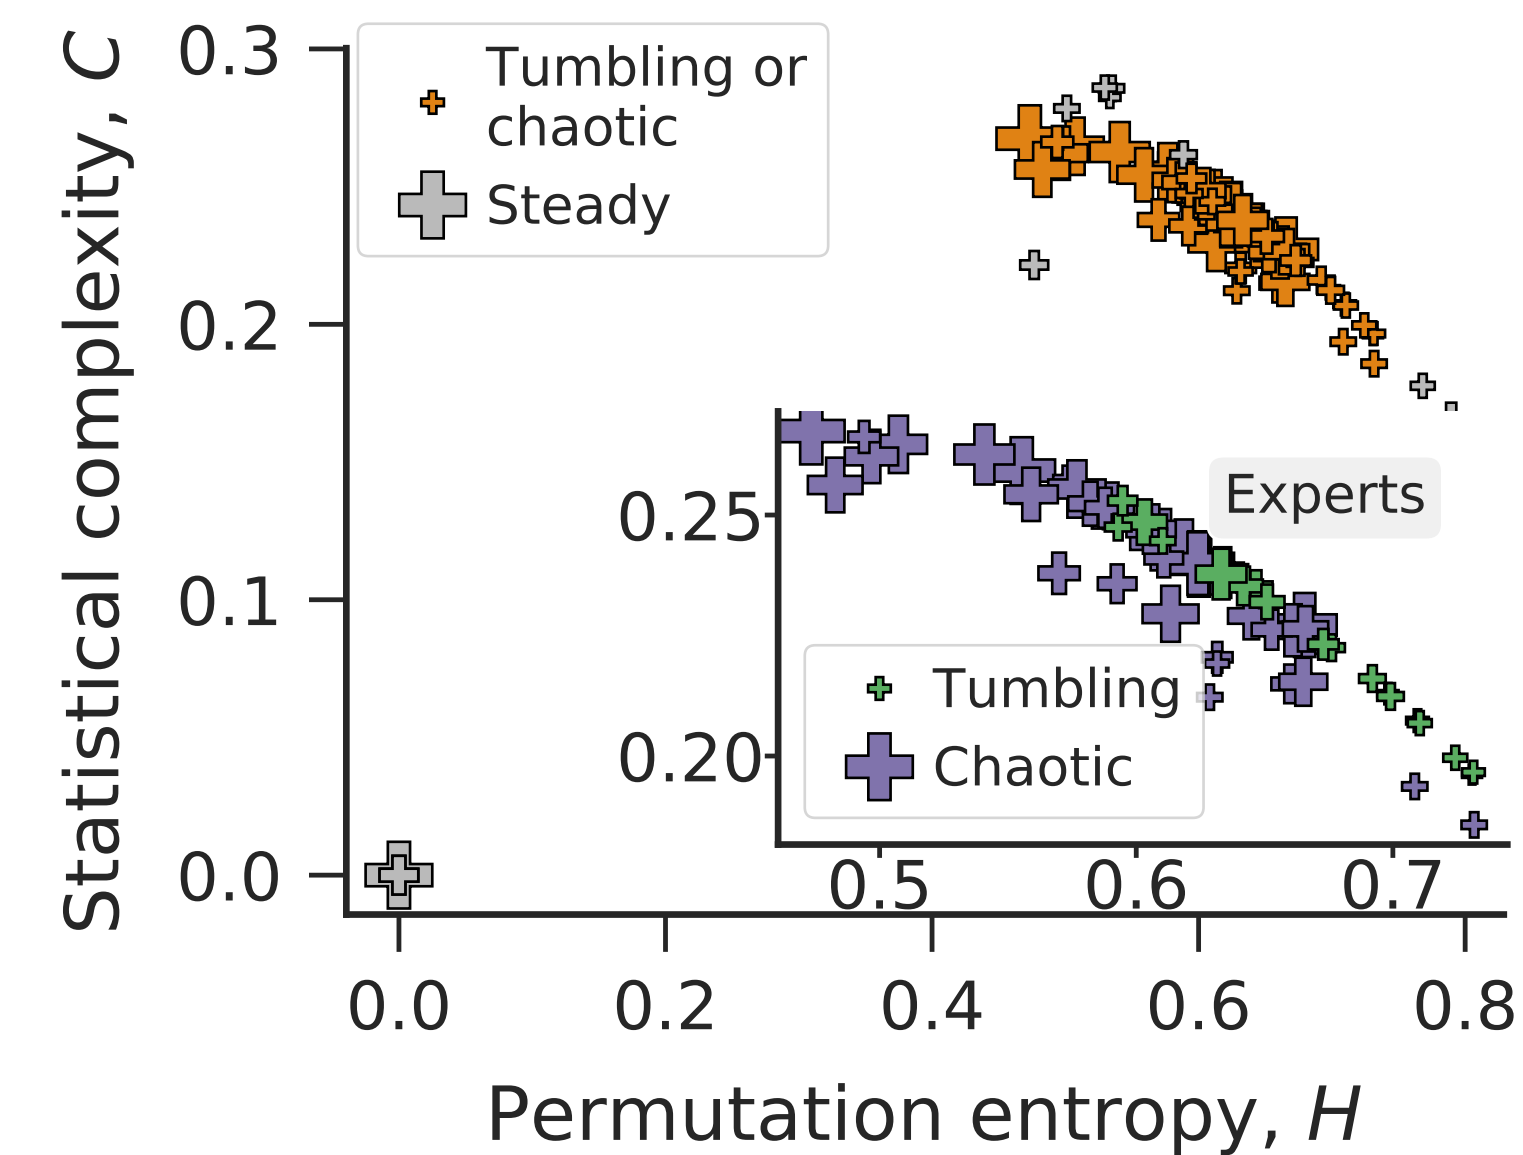 Statistical complexity, C
0.3
0.2
0.1
0.0
Tumbling or
chaotic
Steady
0.25
0.20
Experts
Tumbling
Chaotic
0.5 0.6 0.7
0.0 0.2 0.4 0.6 0.8
Permutation entropy, H